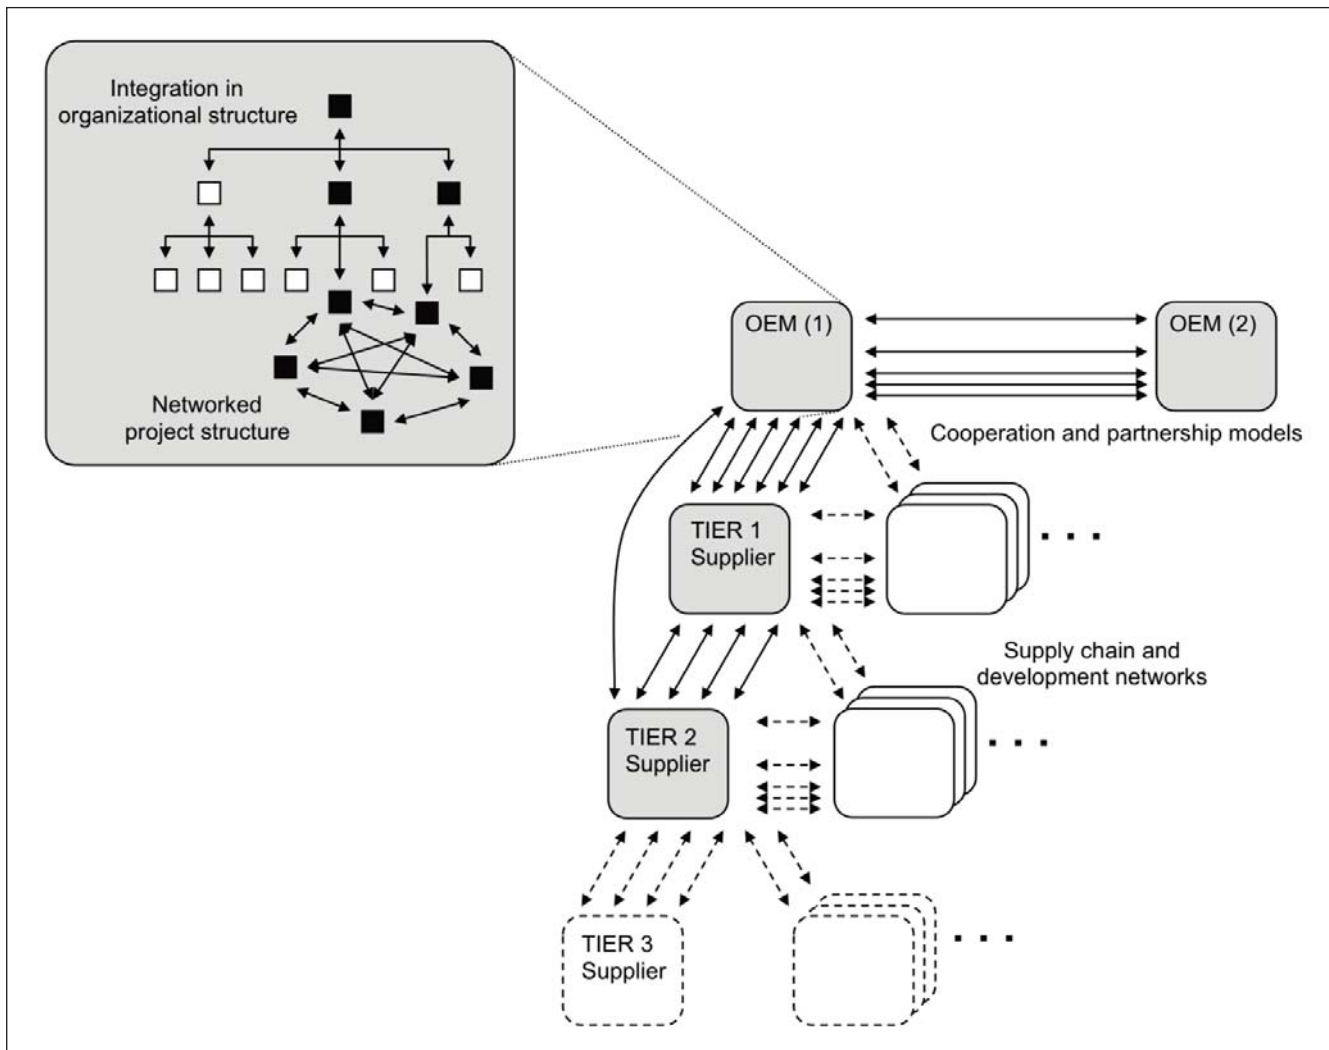 Integration in
organizational structure
Networked
project structure
OEM (1)
OEM (2)
Cooperation and partnership models
TIER 1
Supplier
Supply chain and
development networks
TIER 2
Supplier
TIER 3
Supplier